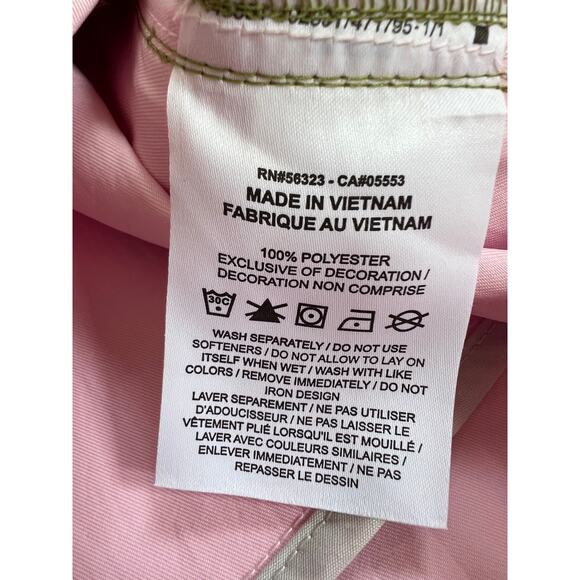 471795-1/1
RN#56323 - CA#05553
MADE IN VIETNAM
FABRIQUE AU VIETNAM
100% POLYESTER
EXCLUSIVE OF DECORATION /
DECORATION NON COMPRISE
30C
WASH SEPARATELY / DO NOT USE
SOFTENERS / DO NOT ALLOW TO LAY ON
ITSELF WHEN WET / WASH WITH LIKE
COLORS / REMOVE IMMEDIATELY / DO NOT
IRON DESIGN
LAVER SEPAREMENT / NE PAS UTILISER
D'ADOUCISSEUR / NE PAS LAISSER LE
VÊTEMENT PLIÉ LORSQU'IL EST MOUILLÉ /
LAVER AVEC COULEURS SIMILAIRES /
ENLEVER IMMEDIATEMENT / NE PAS
REPASSER LE DESSIN